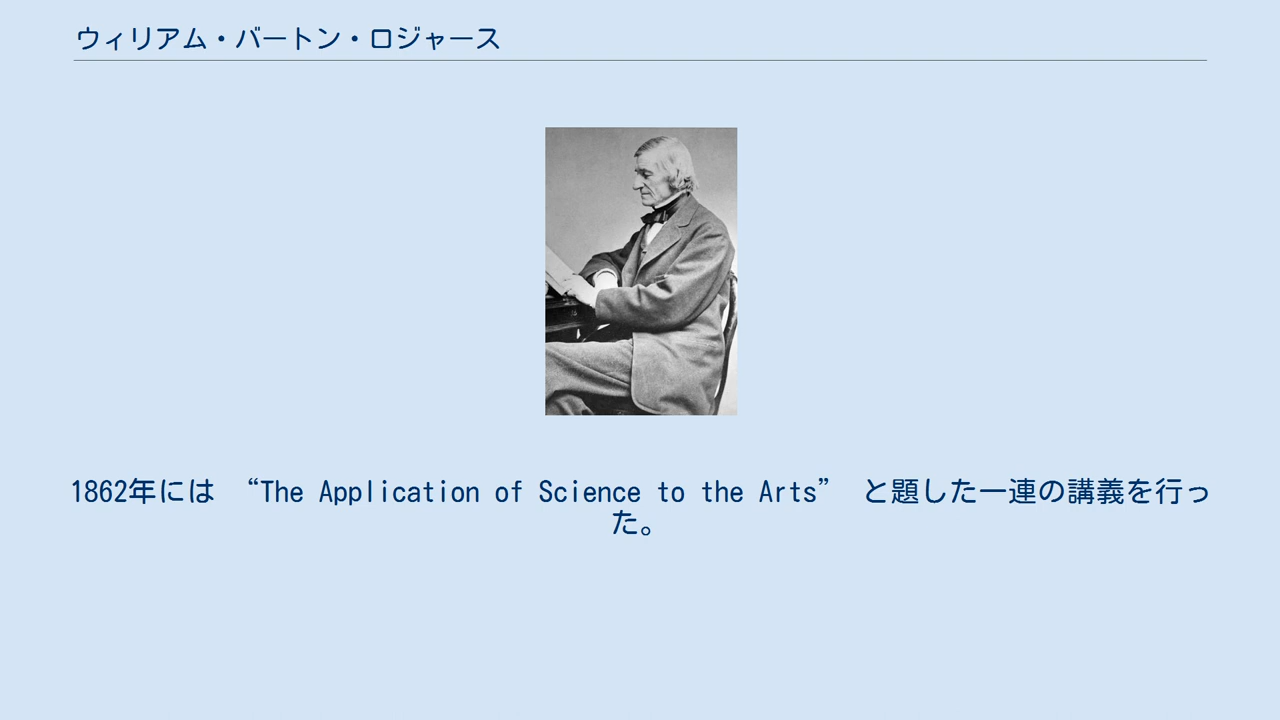 ウィリアム・バートン・ロジャース
1862年には “The Application of Science to the Arts” と題した一連の講義を行っ
た。